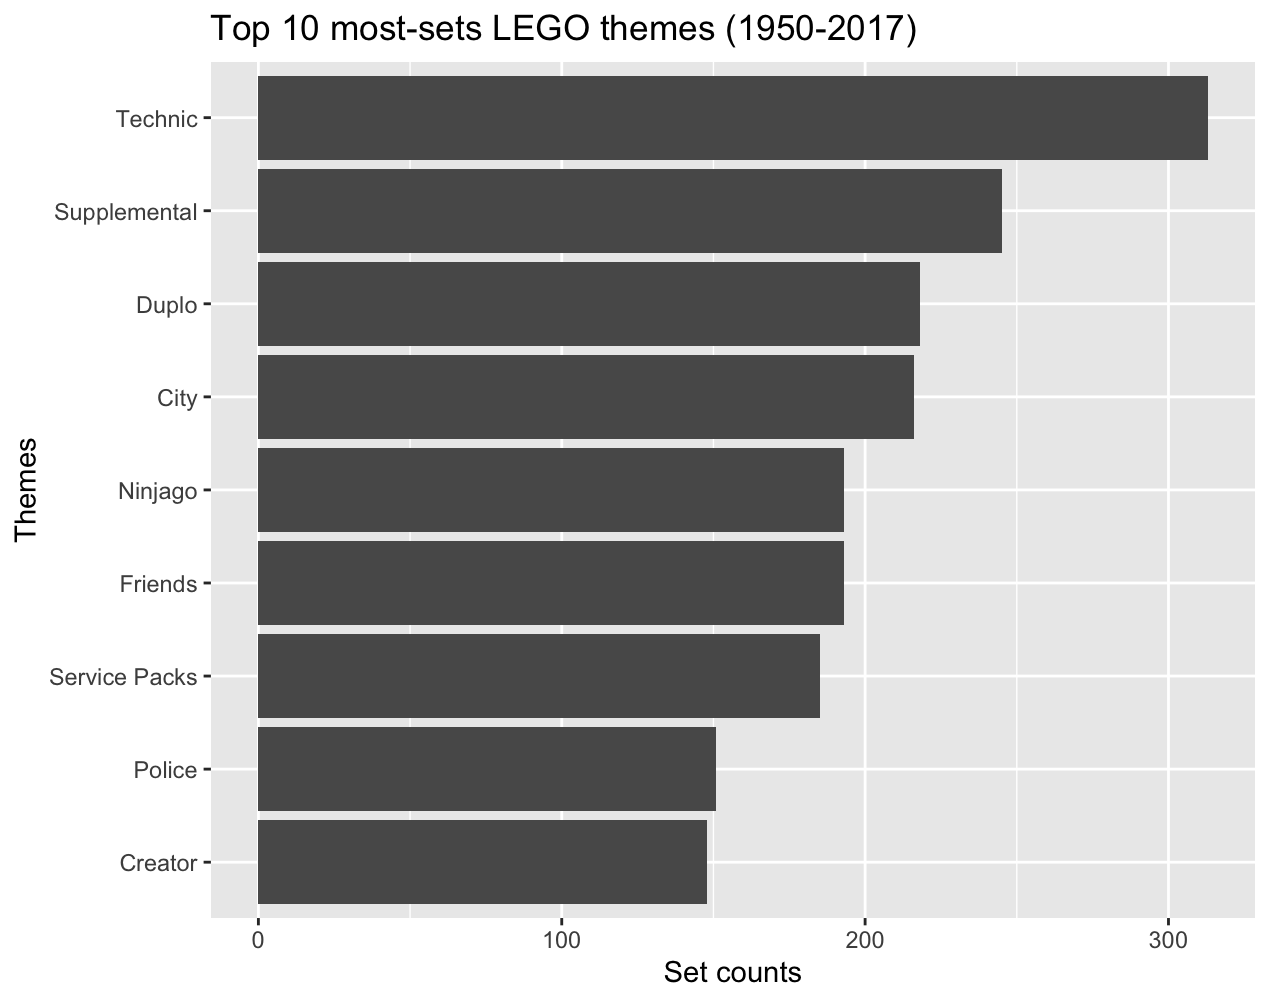 Top 10 most-sets LEGO themes (1950-2017)
Themes
Technic
Supplemental
Duplo
City
Ninjago
Friends
Service Packs
Police
Creator
0 100 200 300
Set counts